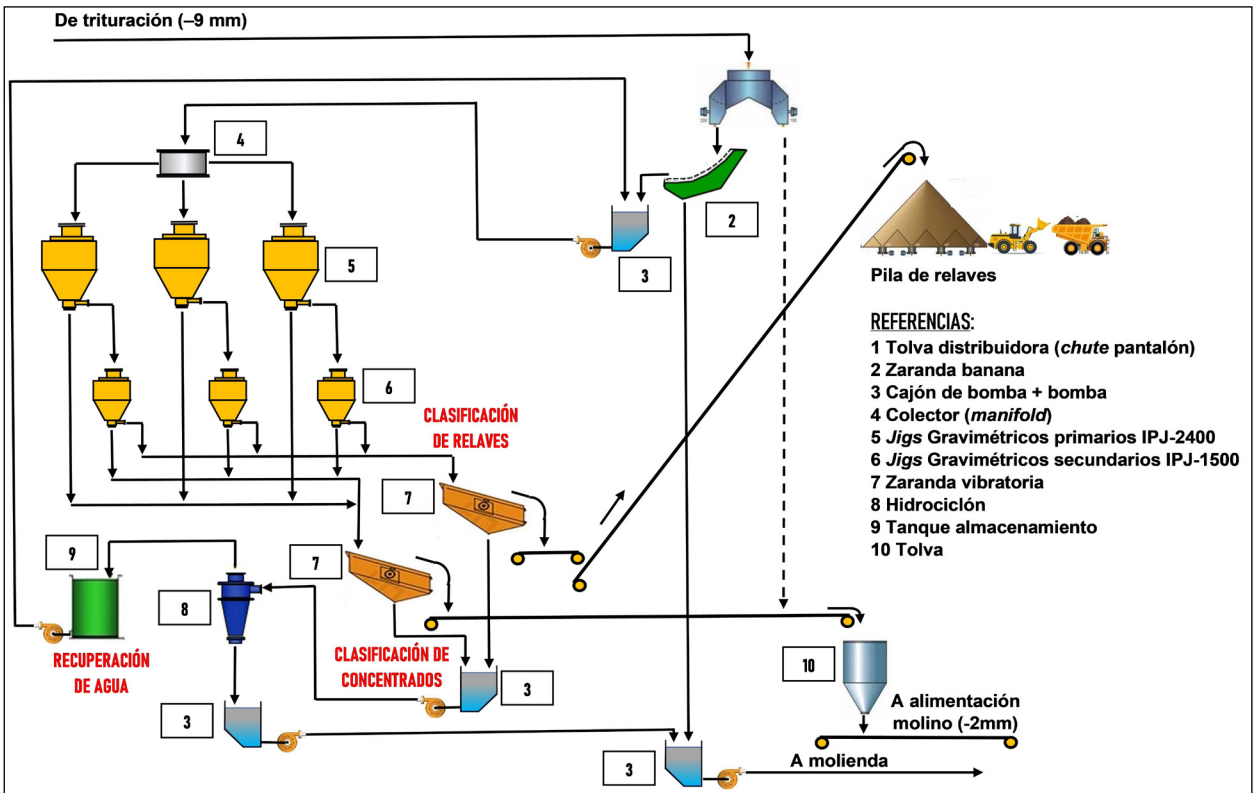 De trituración (–9 mm)
4
2
5
3
Pila de relaves
REFERENCIAS:
1 Tolva distribuidora (chute pantalón)
2 Zaranda banana
3 Cajón de bomba + bomba
4 Colector (manifold)
5 Jigs Gravimétricos primarios IPJ-2400
6 Jigs Gravimétricos secundarios IPJ-1500
7 Zaranda vibratoria
8 Hidrociclón
9 Tanque almacenamiento
10 Tolva
6
CLASIFICACIÓN
DE RELAVES
7
9
7
8
RECUPERACIÓN
DE AGUA
CLASIFICACIÓN DE
CONCENTRADOS
3
10
3
A alimentación
molino (-2mm)
3
A molienda